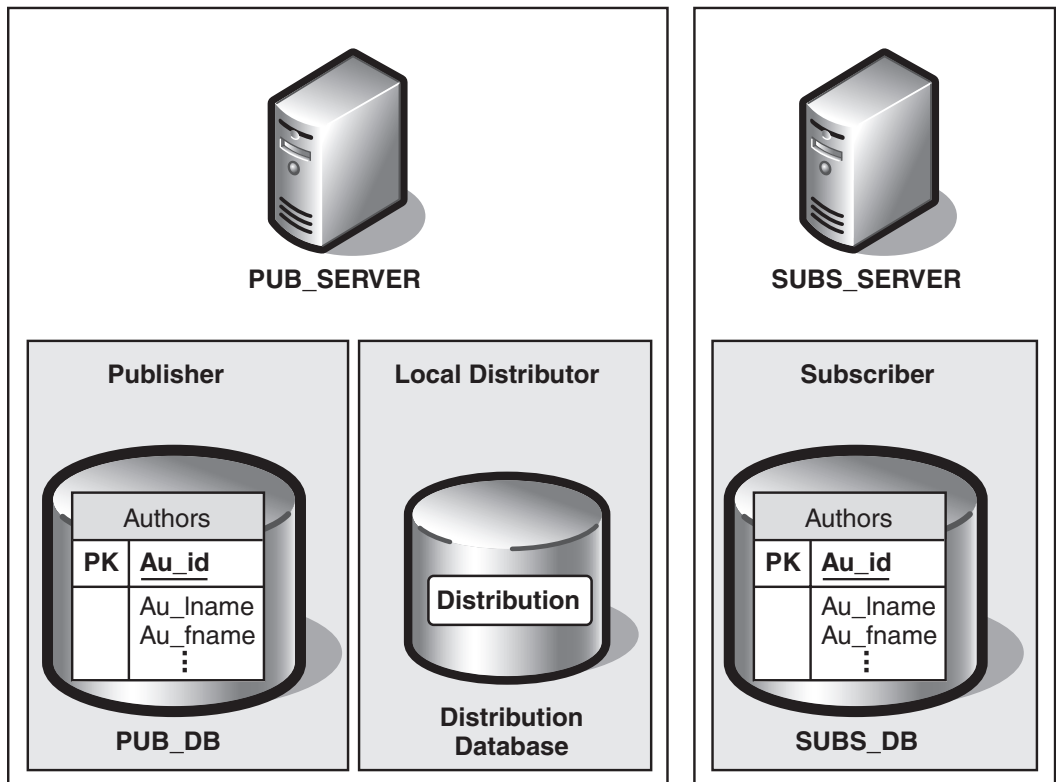 PUB_SERVER
SUBS_SERVER
Publisher
Local Distributor
Subscriber
Authors
PK Au_id
Au_lname
Au_fname
PUB_DB
Distribution
Distribution
Database
Authors
PK Au_id
Au_lname
Au_fname
SUBS_DB